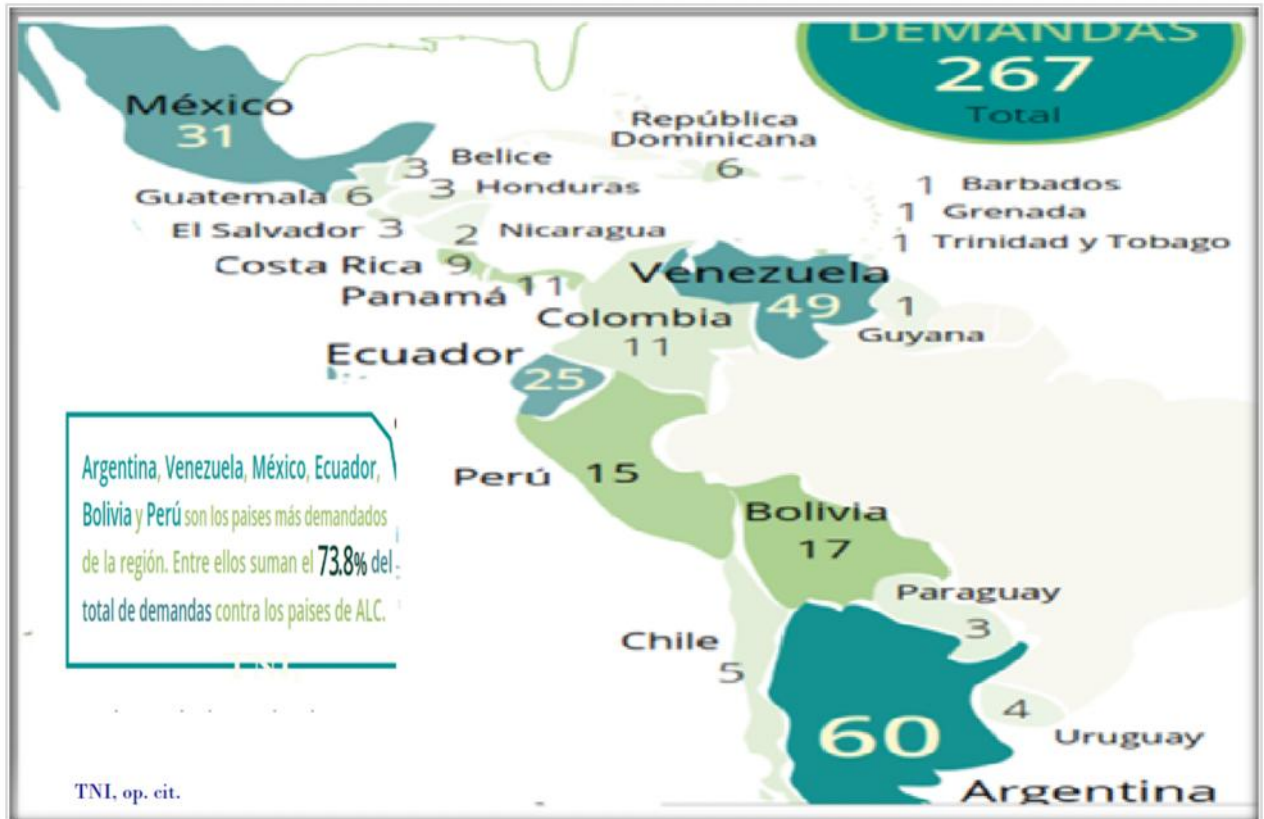 DEMANDAS
267
Total
México
31
República
Dominicana
6
3 Belice
3 Honduras
Guatemala 6
El Salvador 3
2 Nicaragua
1 Barbados
1 Grenada
1 Trinidad y Tobago
Costa Rica 9
Panamá 11
Venezuela
49
1
Guyana
Colombia
11
Ecuador
25
Perú 15
Bolivia
17
Paraguay
3
Chile
5
4
Uruguay
60
Argentina
Argentina, Venezuela, México, Ecuador,
Bolivia y Perú son los paises más demandados
de la región. Entre ellos suman el 73.8% del
total de demandas contra los paises de ALC.
TNI, op. cit.